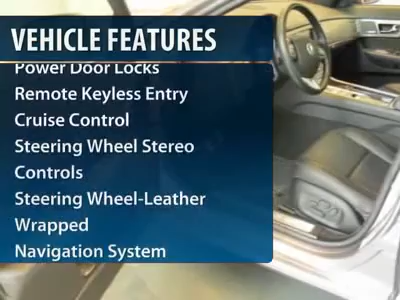 VEHICLE FEATURES
Power Door Locks
Remote Keyless Entry
Cruise Control
Steering Wheel Stereo
Controls
Steering Wheel-Leather
Wrapped
Navigation System